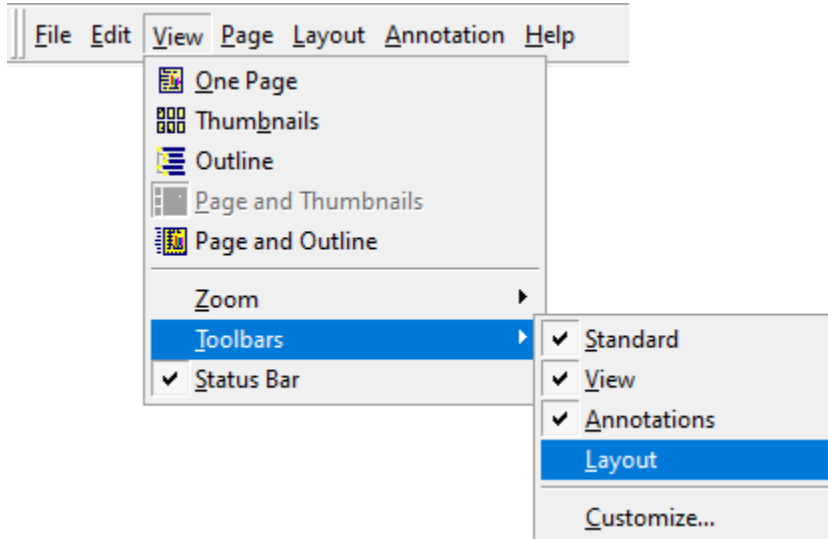 File Edit View Page Layout Annotation Help
One Page
Thumbnails
Outline
Page and Thumbnails
Page and Outline
Zoom
Toolbars
Status Bar
Standard
View
Annotations
Layout
Customize...